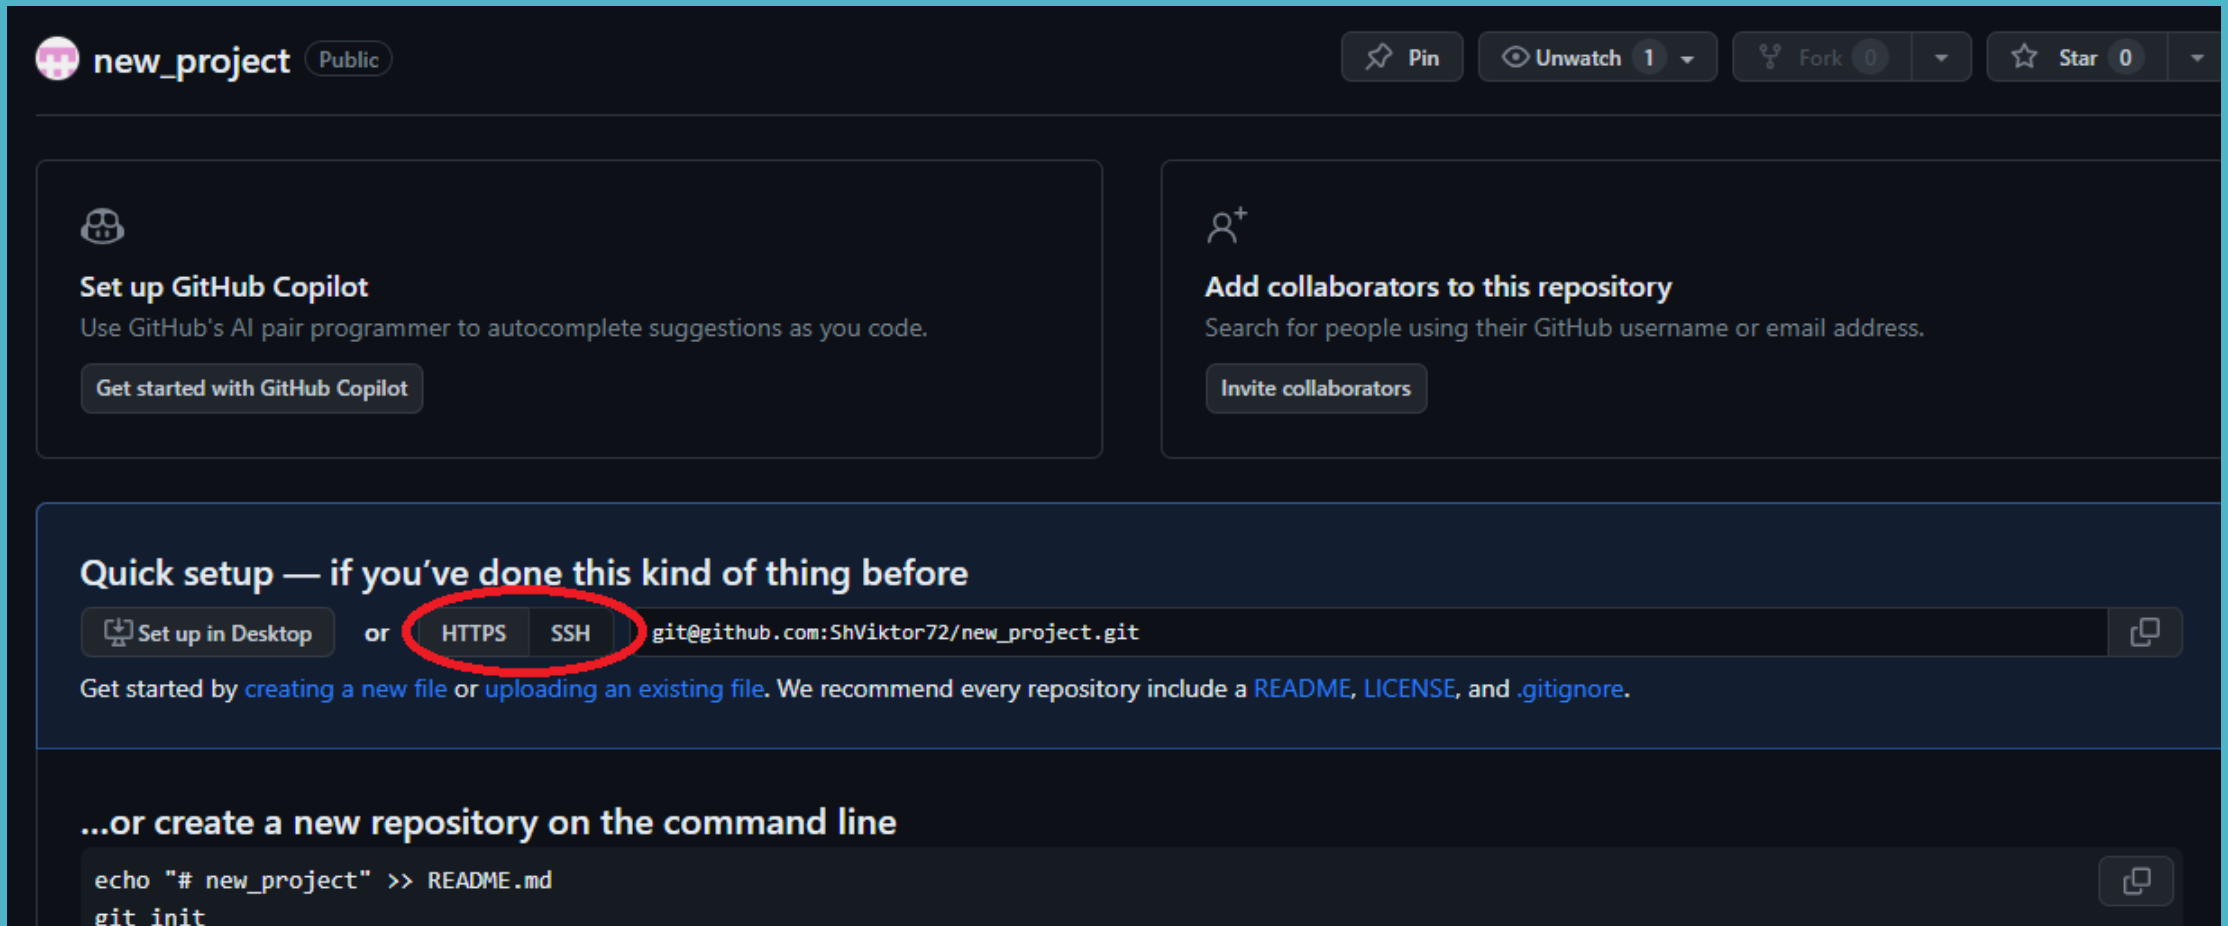 new_project Public Pin Unwatch 1 Fork 0 Star 0
Set up GitHub Copilot
Use GitHub's AI pair programmer to autocomplete suggestions as you code.
Get started with GitHub Copilot
Add collaborators to this repository
Search for people using their GitHub username or email address.
Invite collaborators
Quick setup — if you've done this kind of thing before
Set up in Desktop or HTTPS SSH git@github.com:ShViktor72/new_project.git
Get started by creating a new file or uploading an existing file. We recommend every repository include a README, LICENSE, and .gitignore.
...or create a new repository on the command line
echo "# new_project" >> README.md
git init